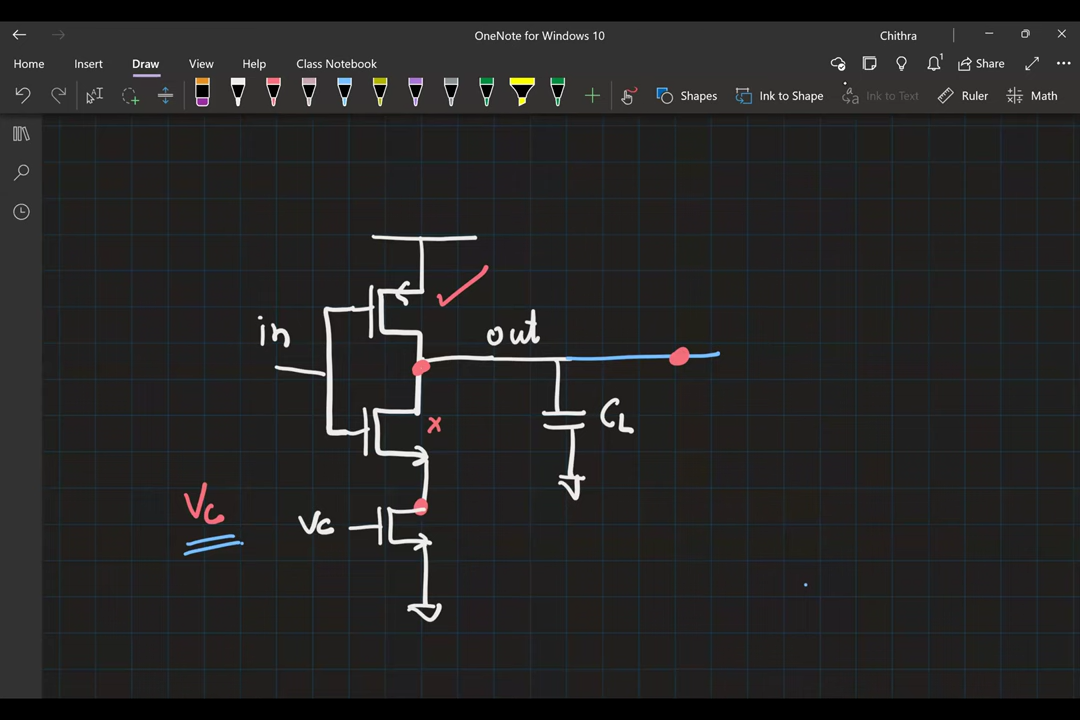 OneNote for Windows 10
Chithra
Home Insert Draw View Help Class Notebook
Share
Shapes Ink to Shape Ink to Text Ruler Math
in
out
CL
Vc
Vc
x